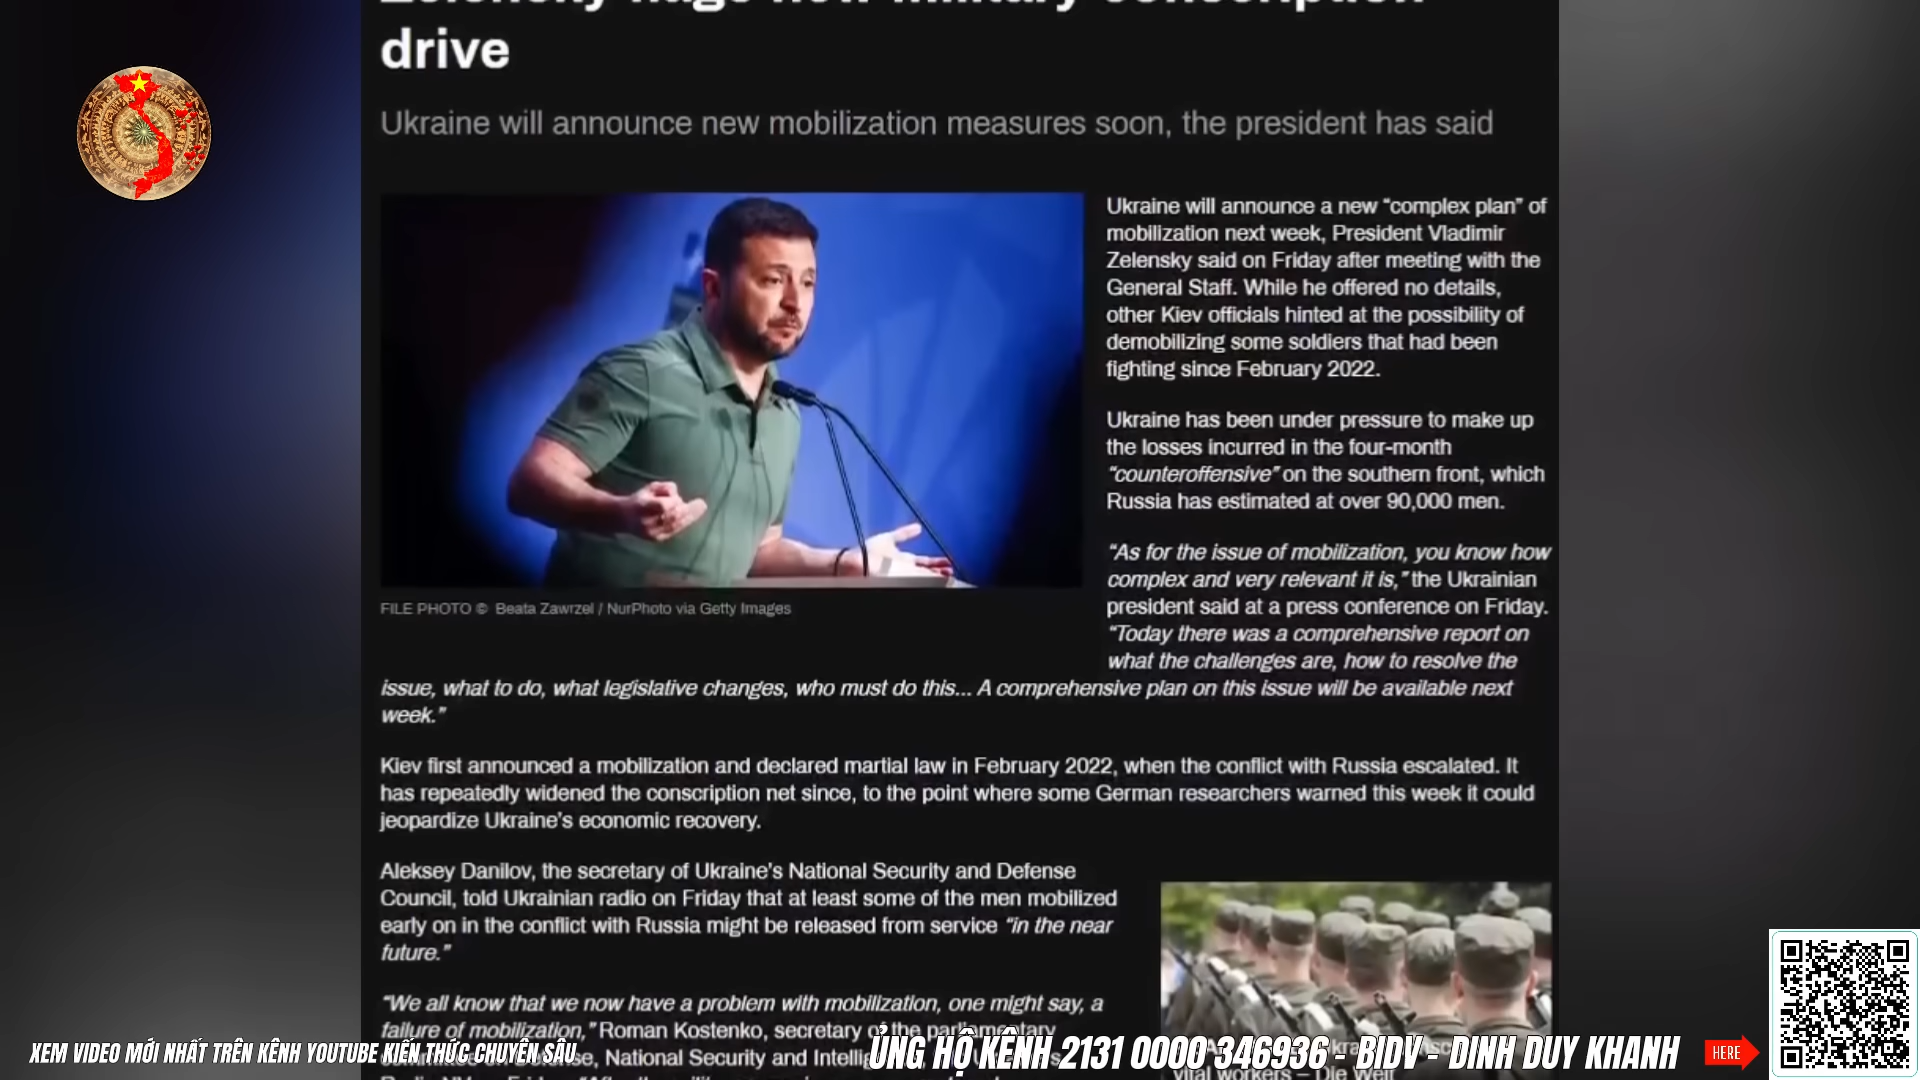 Zelensky
new military conscription
drive
Ukraine will announce new mobilization measures soon, the president has said
Ukraine will announce a new “complex plan” of
mobilization next week, President Vladimir
Zelensky said on Friday after meeting with the
General Staff. While he offered no details,
other Kiev officials hinted at the possibility of
demobilizing some soldiers that had been
fighting since February 2022.
Ukraine has been under pressure to make up
the losses incurred in the four-month
“counteroffensive” on the southern front, which
Russia has estimated at over 90,000 men.
FILE PHOTO © Beata Zawrzel / NurPhoto via Getty Images
“As for the issue of mobilization, you know how
complex and very relevant it is,” the Ukrainian
president said at a press conference on Friday.
“Today there was a comprehensive report on
what the challenges are, how to resolve the
issue, what to do, what legislative changes, who must do this... A comprehensive plan on this issue will be available next
week.”
Kiev first announced a mobilization and declared martial law in February 2022, when the conflict with Russia escalated. It
has repeatedly widened the conscription net since, to the point where some German researchers warned this week it could
jeopardize Ukraine’s economic recovery.
Aleksey Danilov, the secretary of Ukraine’s National Security and Defense
Council, told Ukrainian radio on Friday that at least some of the men mobilized
early on in the conflict with Russia might be released from service “in the near
future.”
“We all know that we now have a problem with mobilization, one might say, a
failure of mobilization,” Roman Kostenko, secretary of the parliamentary
National Security and
vital workers – Die Welt
XEM VIDEO MỚI NHẤT TRÊN KÊNH YOUTUBE KIẾN THỨC CHUYÊN SÂU
ỦNG HỘ KÊNH 2131 0000 346936 - BIDV - DINH DUY KHANH
HERE